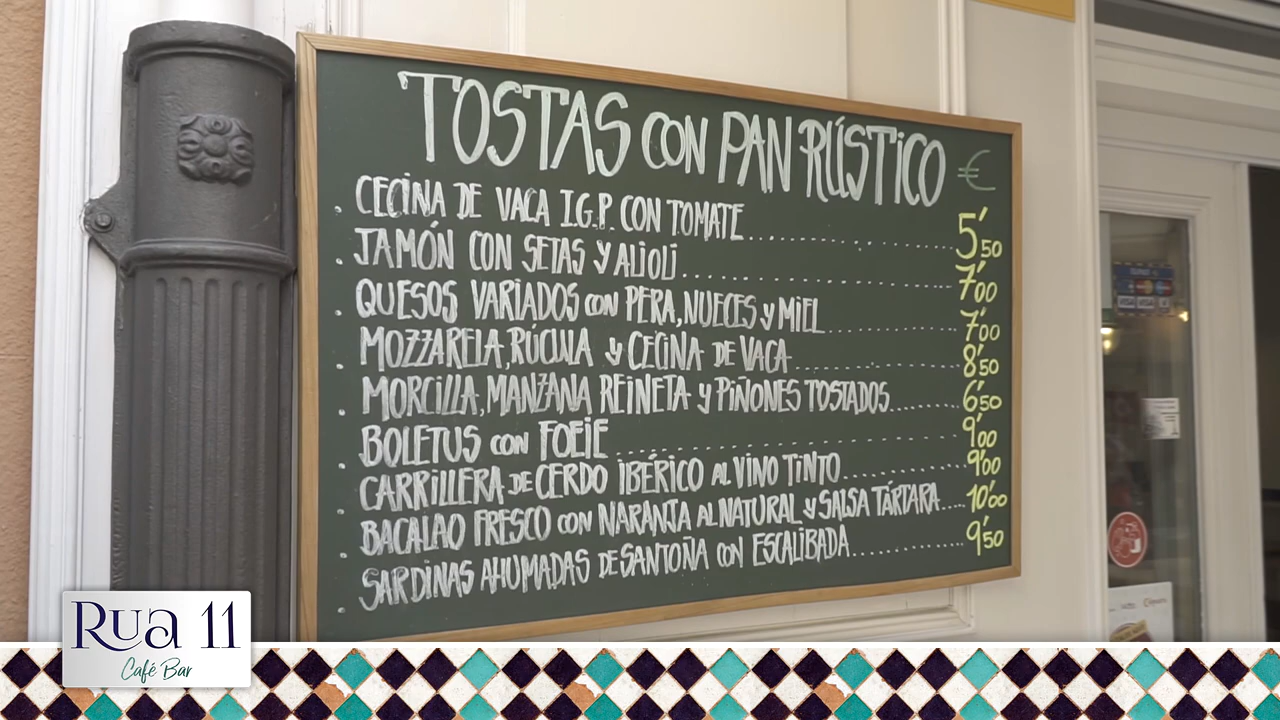 TOSTAS CON PAN RÚSTICO €
. CECINA DE VACA I.G.P. CON TOMATE.................... 5'50
. JAMÓN CON SETAS Y ALIOLI.................... 7'00
. QUESOS VARIADOS CON PERA, NUECES Y MIEL.................... 7'00
. MOZZARELA, RÚCULA Y CECINA DE VACA.................... 8'50
. MORCILLA, MANZANA REINETA Y PIÑONES TOSTADOS.......... 6'50
. BOLETUS CON FOEIE.................... 9'00
. CARRILLERA DE CERDO IBÉRICO AL VINO TINTO.................... 9'00
. BACALAO FRESCO CON NARANJA AL NATURAL Y SALSA TÁRTARA.... 10'00
. SARDINAS AHUMADAS DE SANTOÑA CON ESCALIBADA.................... 9'50
VISA VISA
Rua 11
Café Bar